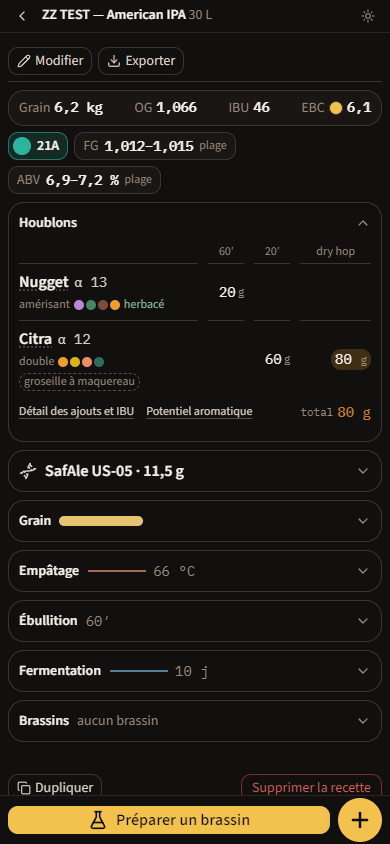 ZZ TEST — American IPA 30 L
Modifier Exporter
Grain 6,2 kg OG 1,066 IBU 46 EBC 6,1
21A FG 1,012–1,015 plage
ABV 6,9–7,2 % plage
Houblons
60′ 20′ dry hop
Nugget α 13
20 g
amérisant herbacé
Citra α 12
60 g 80 g
double
groseille à maquereau
Détail des ajouts et IBU Potentiel aromatique total 80 g
SafAle US-05 · 11,5 g
Grain
Empâtage 66 °C
Ébullition 60′
Fermentation 10 j
Brassins aucun brassin
Dupliquer Supprimer la recette
Préparer un brassin +